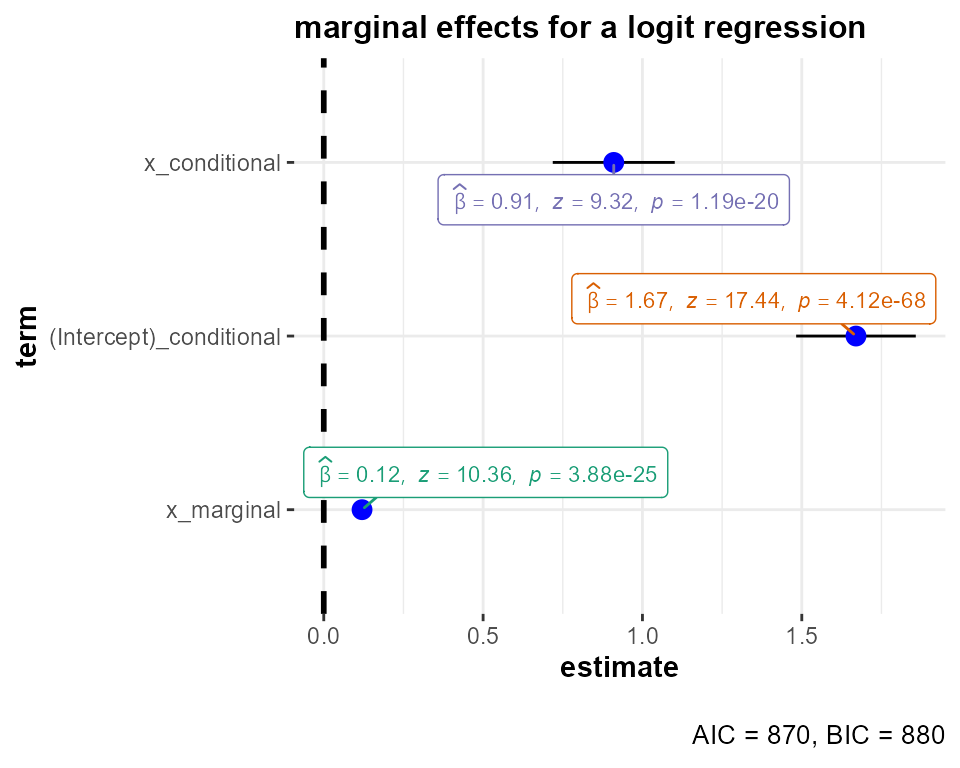 marginal effects for a logit regression
term
x_conditional
β̂ = 0.91, z = 9.32, p = 1.19e-20
β̂ = 1.67, z = 17.44, p = 4.12e-68
(Intercept)_conditional
β̂ = 0.12, z = 10.36, p = 3.88e-25
x_marginal
0.0 0.5 1.0 1.5
estimate
AIC = 870, BIC = 880